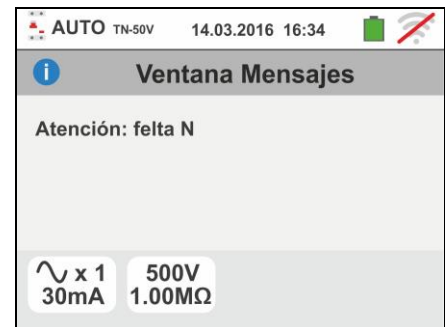 AUTO TN-50V 14.03.2016 16:34
i Ventana Mensajes
Atención: felta N
x 1 500V
30mA 1.00MΩ